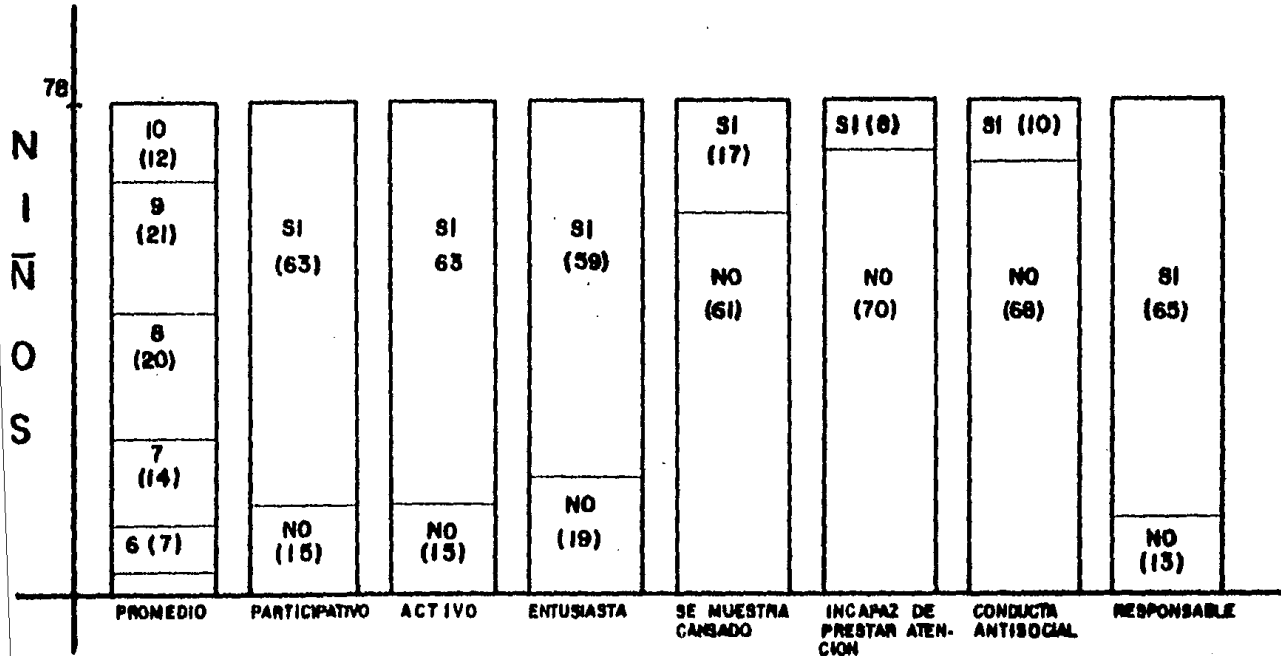 78
NIÑOS
10
(12)
9
(21)
8
(20)
7
(14)
6 (7)
SI
(63)
NO
(15)
SI
63
NO
(15)
SI
(59)
NO
(19)
SI
(17)
NO
(61)
SI (8)
NO
(70)
SI (10)
NO
(68)
SI
(65)
NO
(13)
PROMEDIO
PARTICIPATIVO
ACTIVO
ENTUSIASTA
SE MUESTRA
CANSADO
INCAPAZ DE
PRESTAR ATEN-
CION
CONDUCTA
ANTISOCIAL
RESPONSABLE